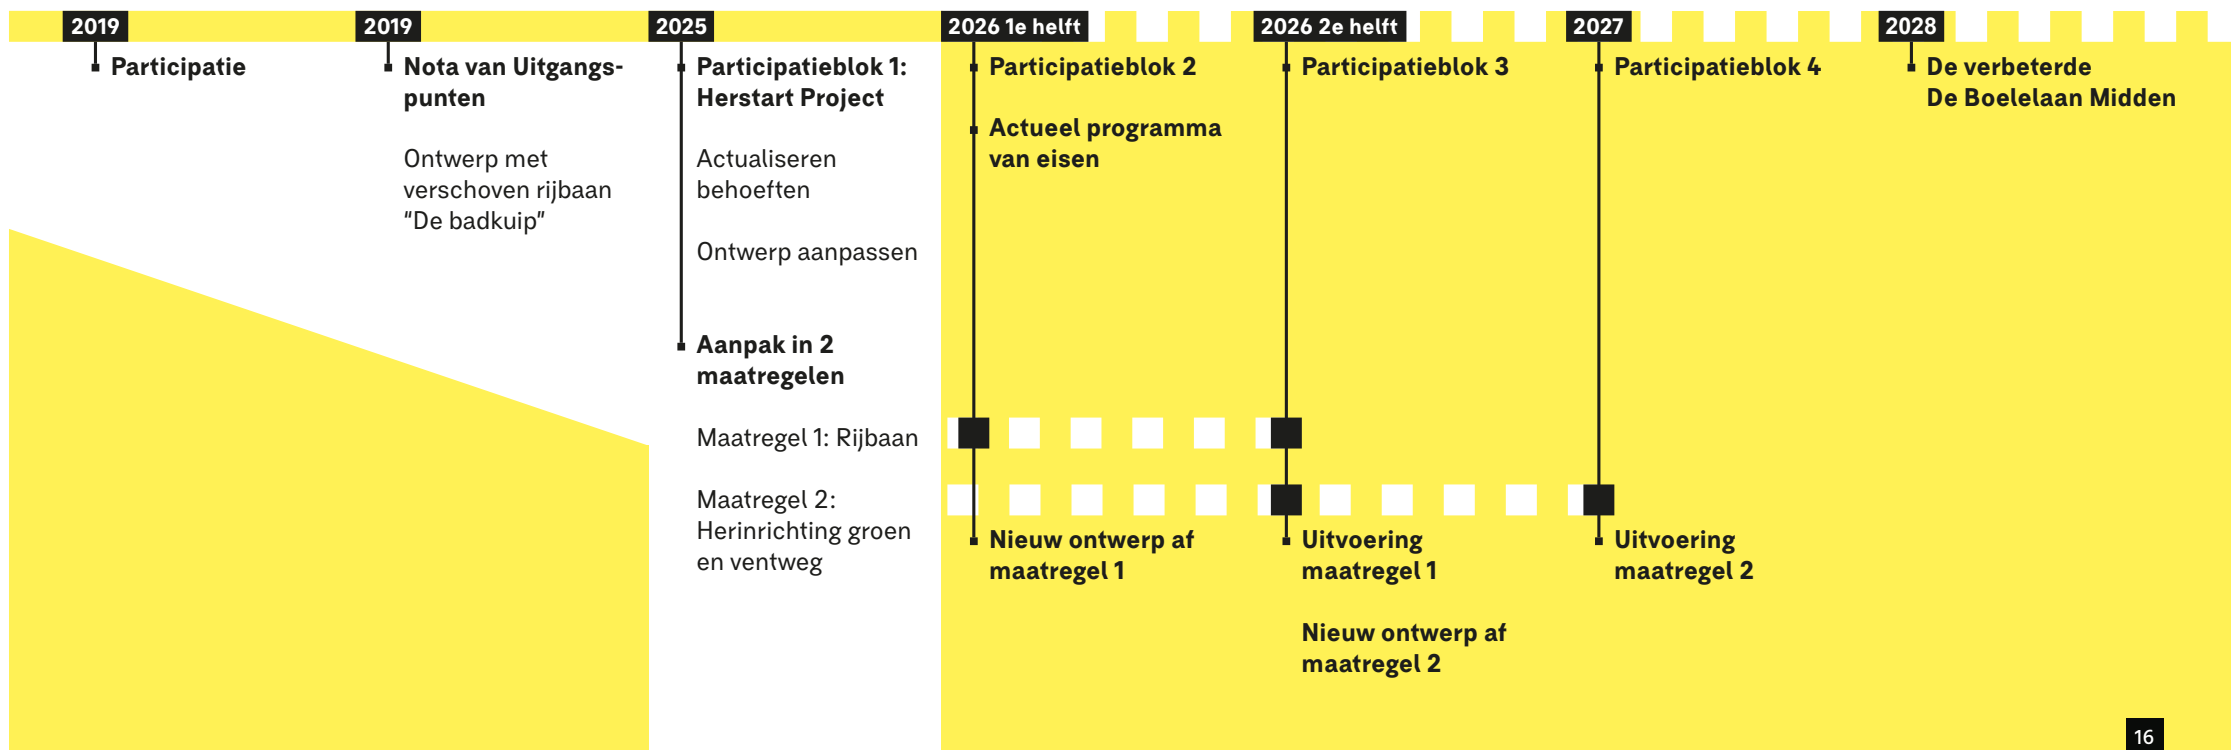 2019
Participatie
2019
Nota van Uitgangs-
punten
Ontwerp met
verschoven rijbaan
"De badkuip"
2025
Participatieblok 1:
Herstart Project
Actualiseren
behoeften
Ontwerp aanpassen
Aanpak in 2
maatregelen
Maatregel 1: Rijbaan
Maatregel 2:
Herinrichting groen
en ventweg
2026 1e helft
Participatieblok 2
Actueel programma
van eisen
Nieuw ontwerp af
maatregel 1
2026 2e helft
Participatieblok 3
Uitvoering
maatregel 1
Nieuw ontwerp af
maatregel 2
2027
Participatieblok 4
Uitvoering
maatregel 2
2028
De verbeterde
De Boelelaan Midden
16